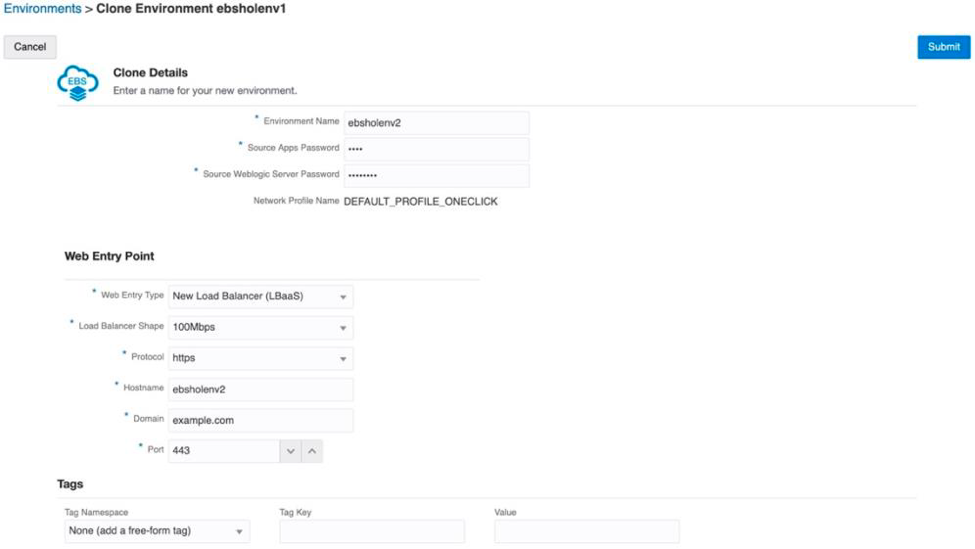 Environments > Clone Environment ebsholenv1
Cancel
Submit
EBS
Clone Details
Enter a name for your new environment.
* Environment Name ebsholenv2
* Source Apps Password ••••
* Source Weblogic Server Password ••••••••
Network Profile Name DEFAULT_PROFILE_ONECLICK
Web Entry Point
* Web Entry Type New Load Balancer (LBaaS)
* Load Balancer Shape 100Mbps
* Protocol https
* Hostname ebsholenv2
* Domain example.com
* Port 443
Tags
Tag Namespace Tag Key Value
None (add a free-form tag)